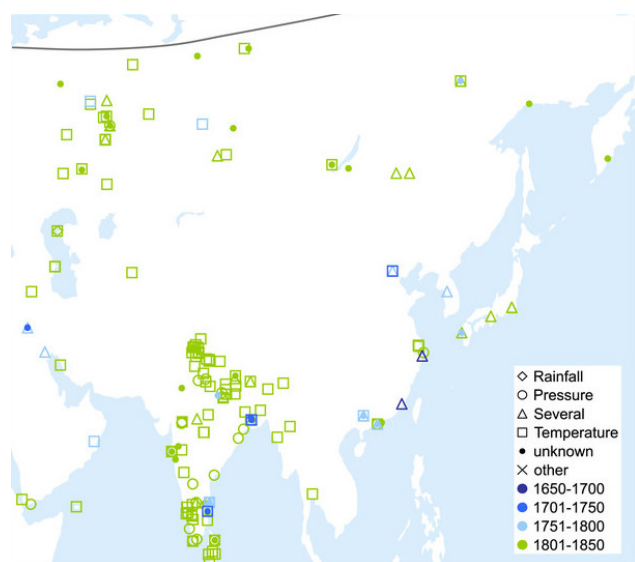 Rainfall
Pressure
Several
Temperature
unknown
other
1650-1700
1701-1750
1751-1800
1801-1850